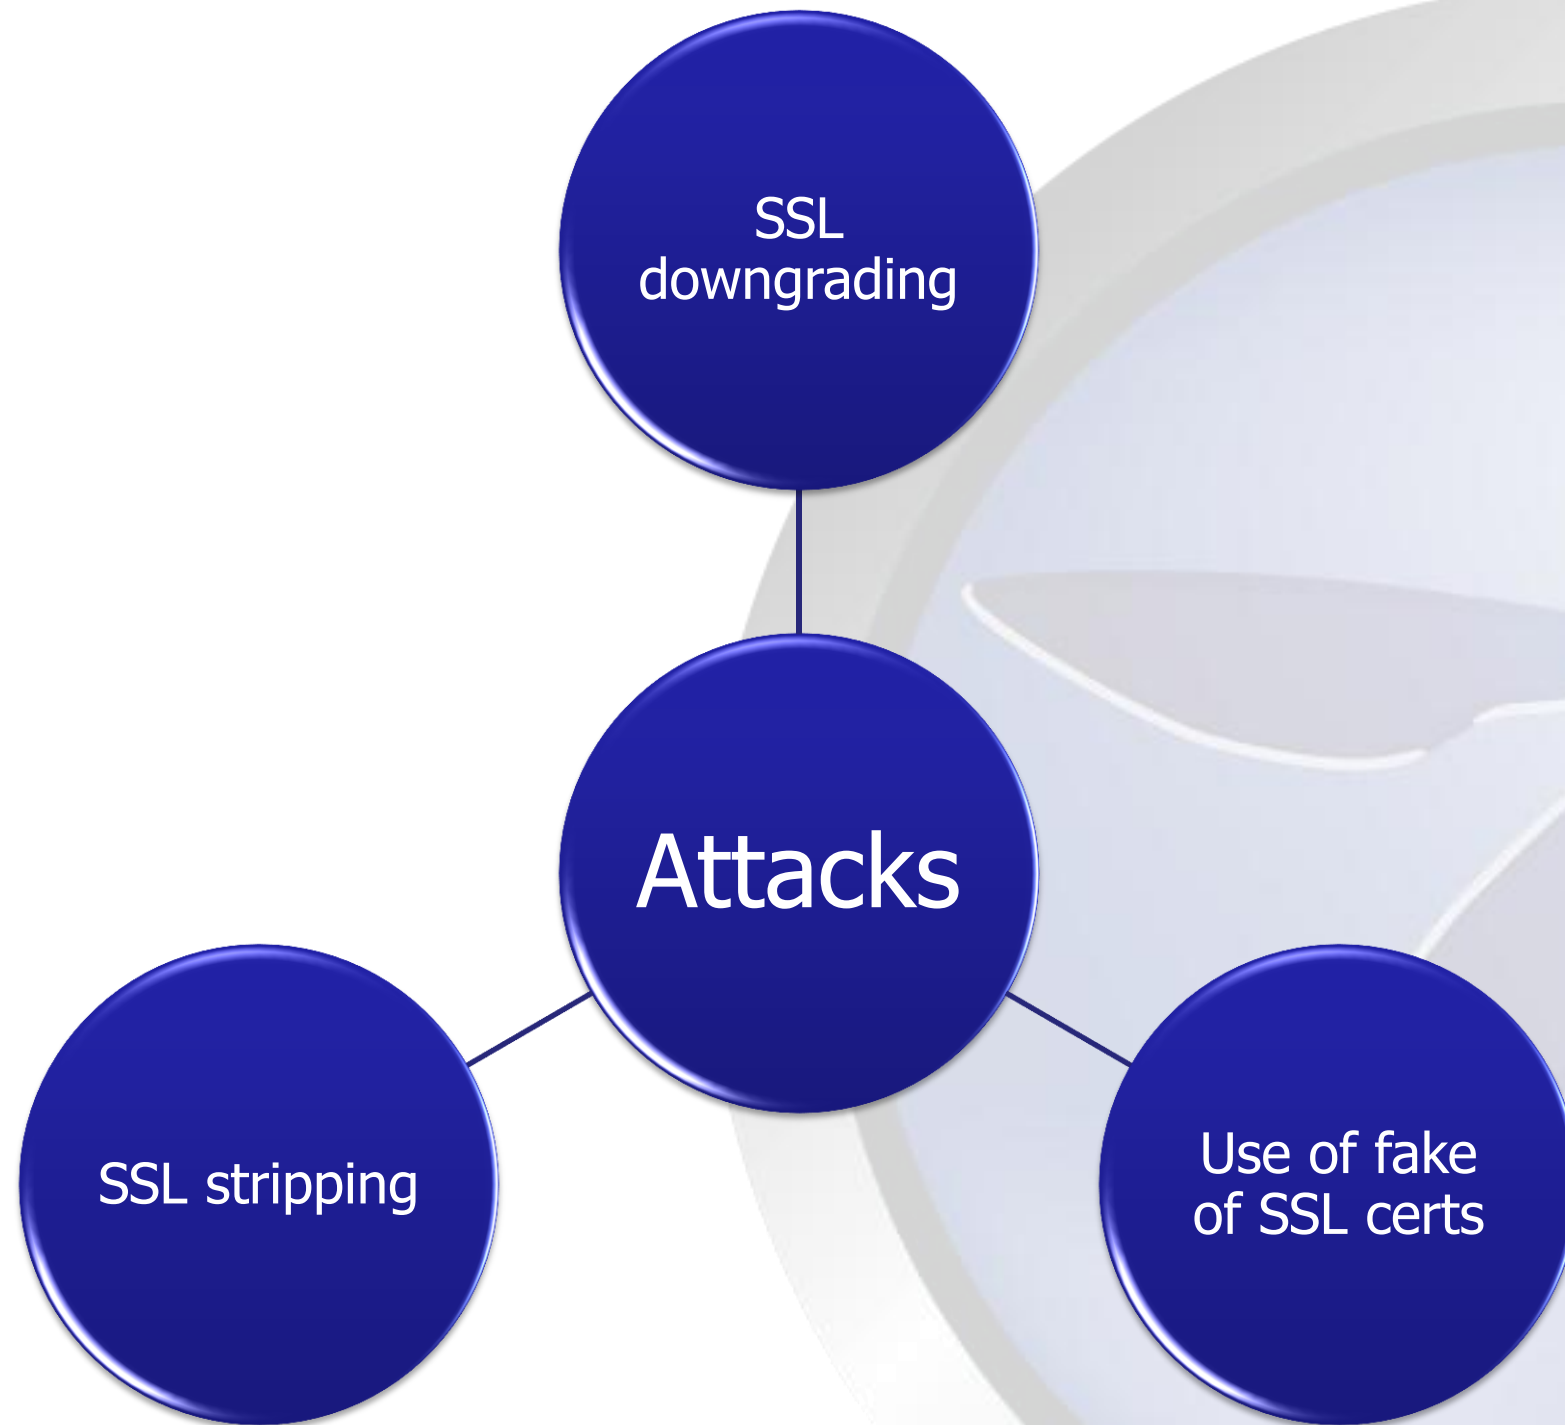 SSL
downgrading
Attacks
SSL stripping
Use of fake
of SSL certs